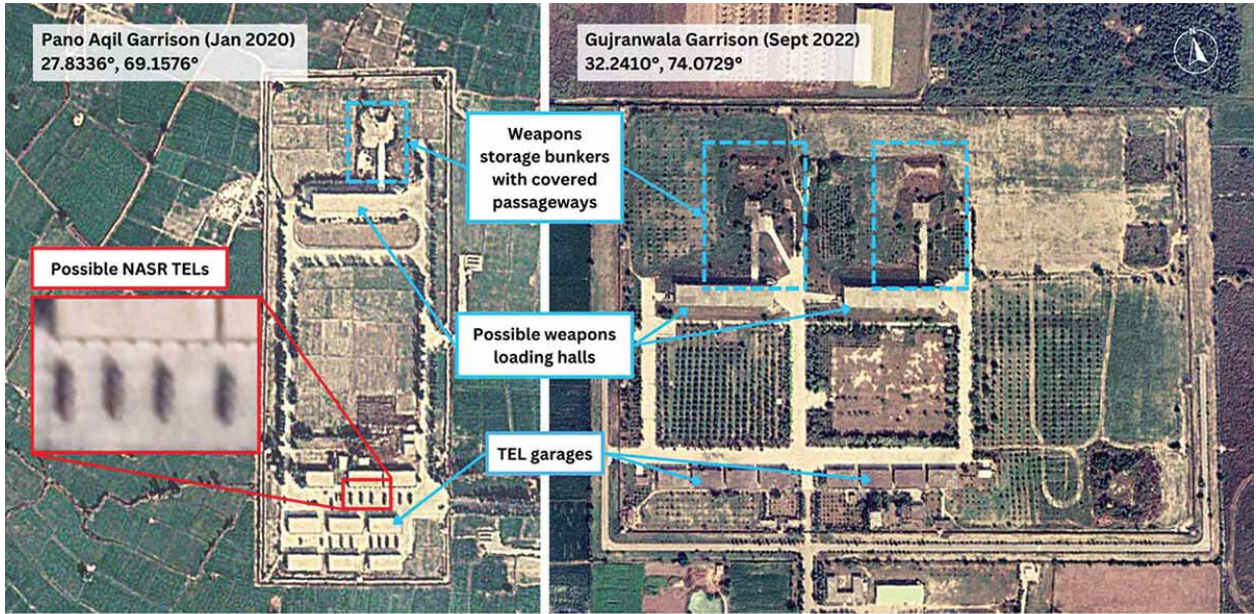 Pano Aqil Garrison (Jan 2020)
27.8336°, 69.1576°
Gujranwala Garrison (Sept 2022)
32.2410°, 74.0729°
N
Weapons
storage bunkers
with covered
passageways
Possible NASR TELs
Possible weapons
loading halls
TEL garages